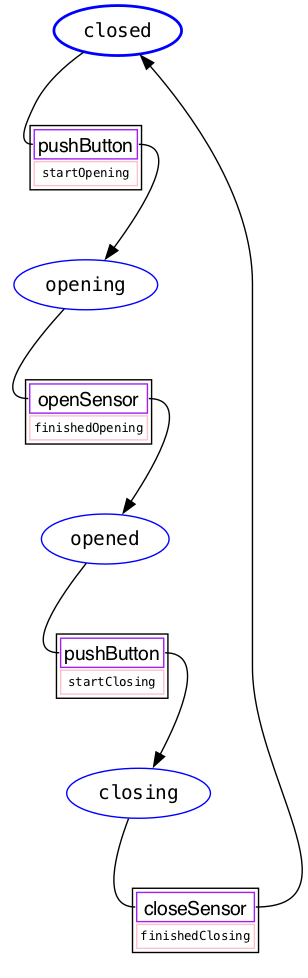 closed
pushButton
startOpening
opening
openSensor
finishedOpening
opened
pushButton
startClosing
closing
closeSensor
finishedClosing